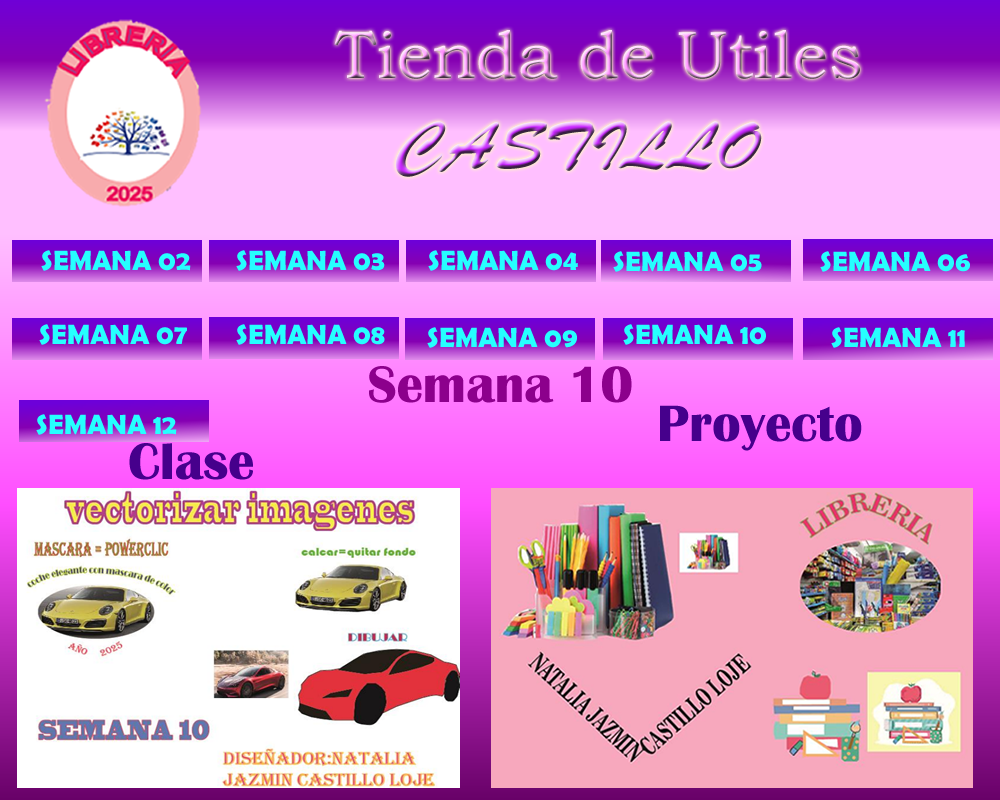 LIBRERIA
2025
Tienda de Utiles
CASTILLO
SEMANA 02
SEMANA 03
SEMANA 04
SEMANA 05
SEMANA 06
SEMANA 07
SEMANA 08
SEMANA 09
SEMANA 10
SEMANA 11
Semana 10
SEMANA 12
Proyecto
Clase
vectorizar imagenes
MASCARA = POWERCLIC
calcar=quitar fondo
coche elegante con mascara de color
AÑO 2025
DIBUJAR
SEMANA 10
DISEÑADOR:NATALIA
JAZMIN CASTILLO LOJE
LIBRERIA
NATALIA JAZMIN
CASTILLO LOJE